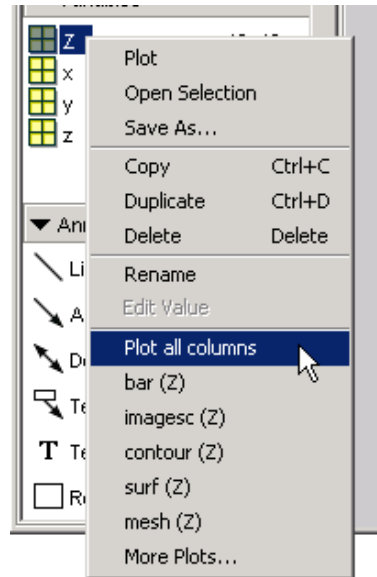 Z
x
y
z
Plot
Open Selection
Save As...
Copy Ctrl+C
Duplicate Ctrl+D
Delete Delete
Rename
Edit Value
Plot all columns
bar (Z)
imagesc (Z)
contour (Z)
surf (Z)
mesh (Z)
More Plots...
T